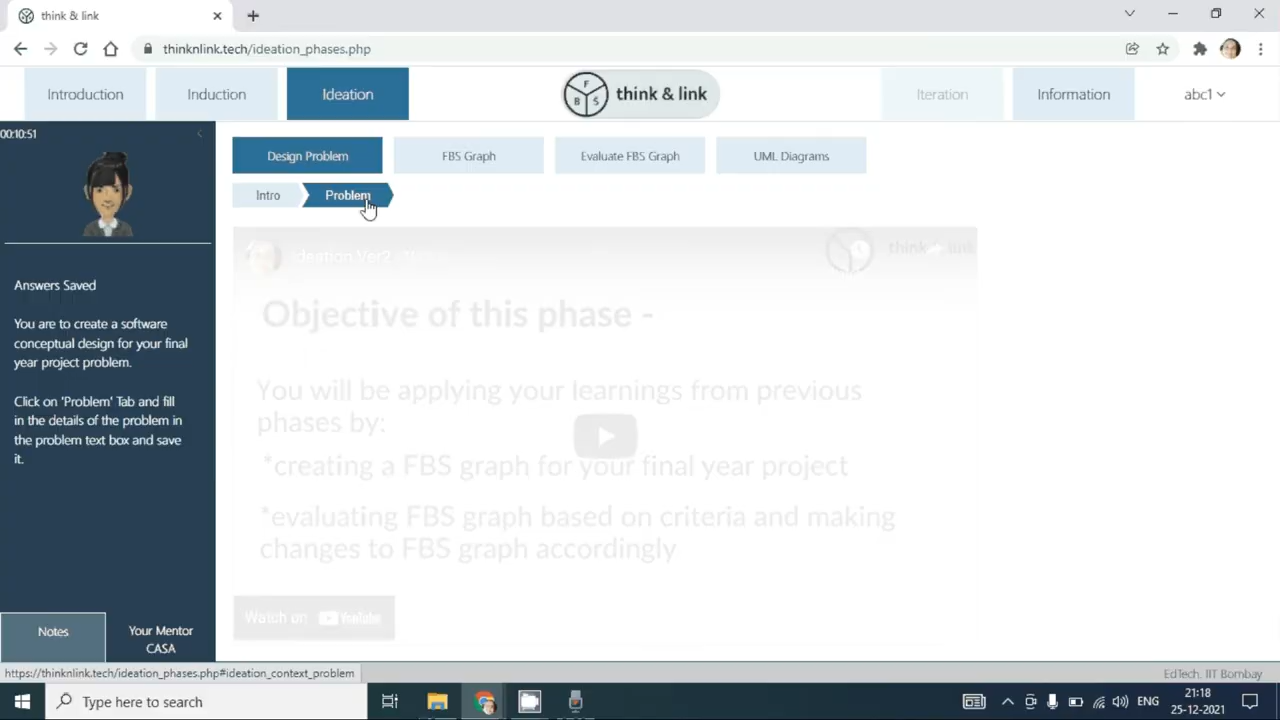 think & link
thinknlink.tech/ideation_phases.php
Introduction
Induction
Ideation
F
B S
think & link
Iteration
Information
abc1
00:10:51
Design Problem
FBS Graph
Evaluate FBS Graph
UML Diagrams
Intro
Problem
Ideation Ver2
think
link
Objective of this phase -
You will be applying your learnings from previous
phases by:
*creating a FBS graph for your final year project
*evaluating FBS graph based on criteria and making
changes to FBS graph accordingly
Watch on YouTube
Answers Saved
You are to create a software
conceptual design for your final
year project problem.
Click on 'Problem' Tab and fill
in the details of the problem in
the problem text box and save
it.
Notes
Your Mentor
CASA
https://thinknlink.tech/ideation_phases.php#ideation_context_problem
EdTech, IIT Bombay
Type here to search
ENG
21:18
25-12-2021